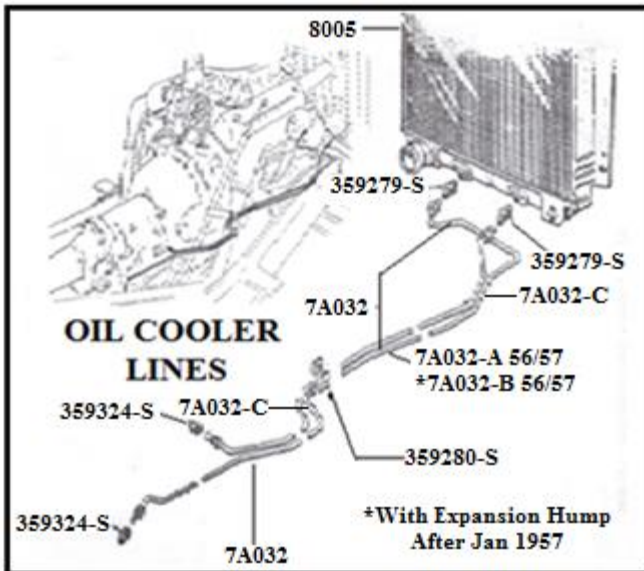 8005
359279-S
359279-S
7A032
7A032-C
OIL COOLER
LINES
7A032-A 56/57
*7A032-B 56/57
359324-S
7A032-C
359280-S
359324-S
7A032
*With Expansion Hump
After Jan 1957